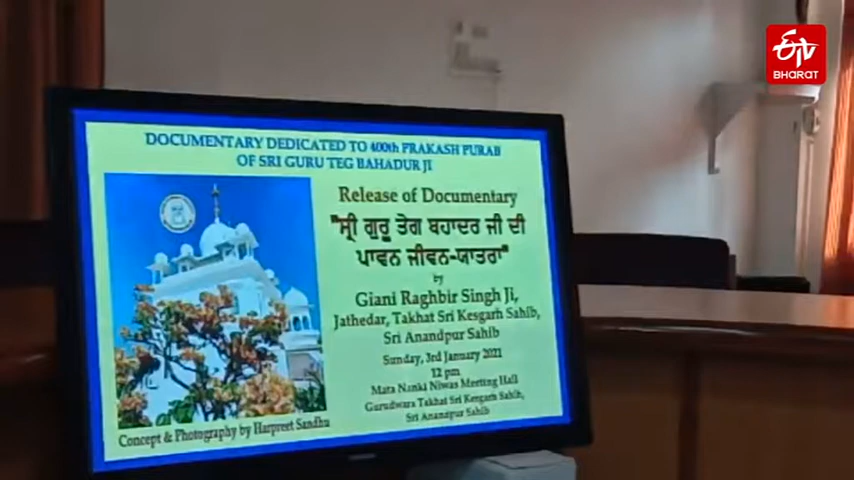 ETV
BHARAT
DOCUMENTARY DEDICATED TO 400th PRAKASH PURAB
OF SRI GURU TEG BAHADUR JI
Release of Documentary
"ਸ੍ਰੀ ਗੁਰੂ ਤੇਗ ਬਹਾਦਰ ਜੀ ਦੀ
ਪਾਵਨ ਜੀਵਨ-ਯਾਤਰਾ"
by
Giani Raghbir Singh Ji,
Jathedar, Takhat Sri Kesgarh Sahib,
Sri Anandpur Sahib
Sunday, 3rd January 2021
12 pm
Mata Nanki Niwas Meeting Hall
Gurudwara Takhat Sri Kesgarh Sahib,
Sri Anandpur Sahib
Concept & Photography by Harpreet Sandhu